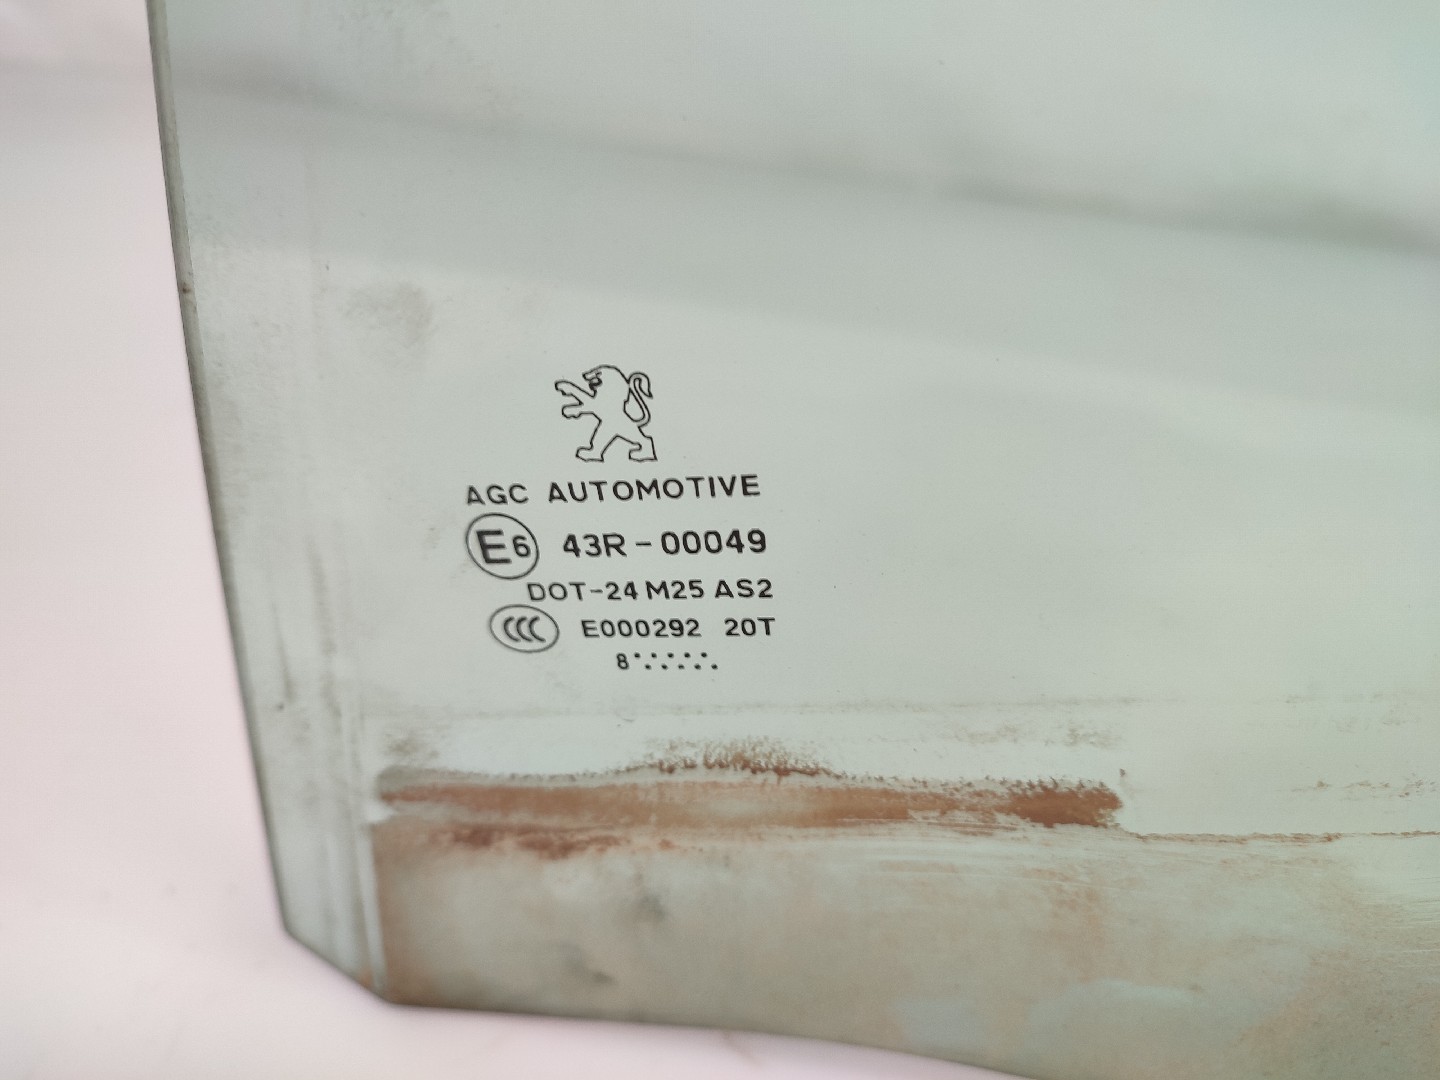 AGC AUTOMOTIVE
E6 43R-00049
DOT-24 M25 AS2
CCC E000292 20T
8